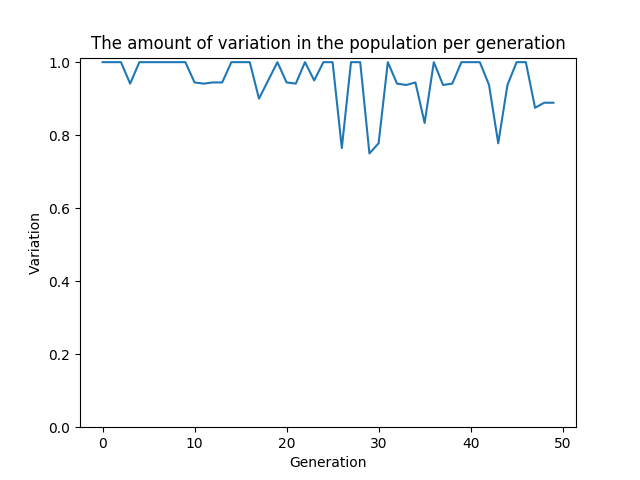 The amount of variation in the population per generation
1.0
0.8
0.6
0.4
0.2
0.0
Variation
0 10 20 30 40 50
Generation